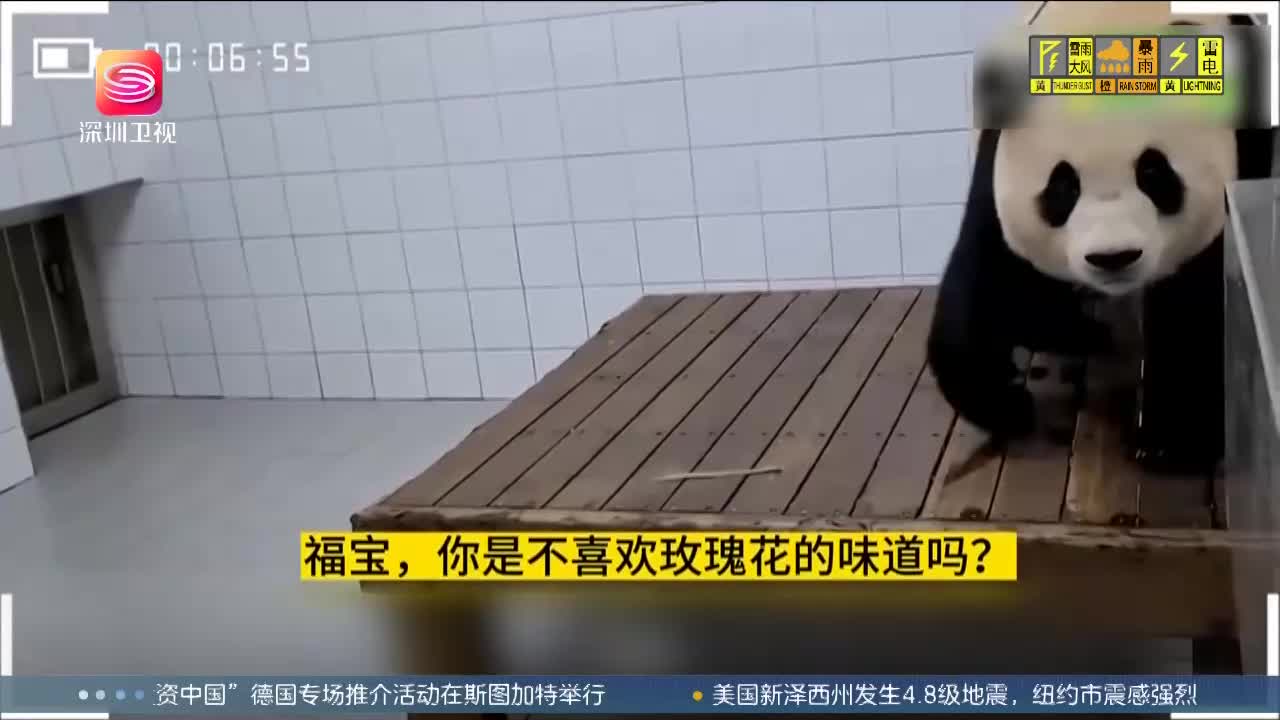 00:06:55
深圳卫视
雷雨
大风
黄 THUNDER GUST
暴雨
橙 RAIN STORM
雷电
黄 LIGHTNING
福宝，你是不喜欢玫瑰花的味道吗？
资中国”德国专场推介活动在斯图加特举行
美国新泽西州发生4.8级地震，纽约市震感强烈